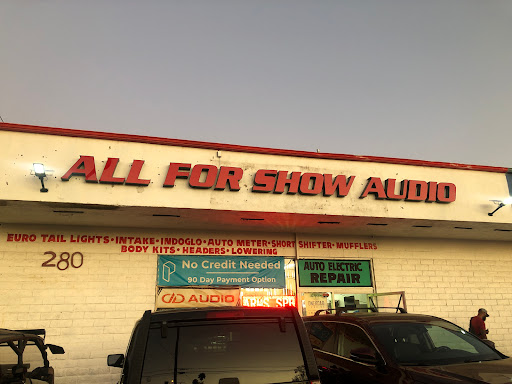 ALL FOR SHOW AUDIO
EURO TAIL LIGHTS • INTAKE • INDOGLO • AUTO METER • SHORT SHIFTER • MUFFLERS
BODY KITS • HEADERS • LOWERING
280
No Credit Needed
90 Day Payment Option
AUTO ELECTRIC
REPAIR
AUDIO